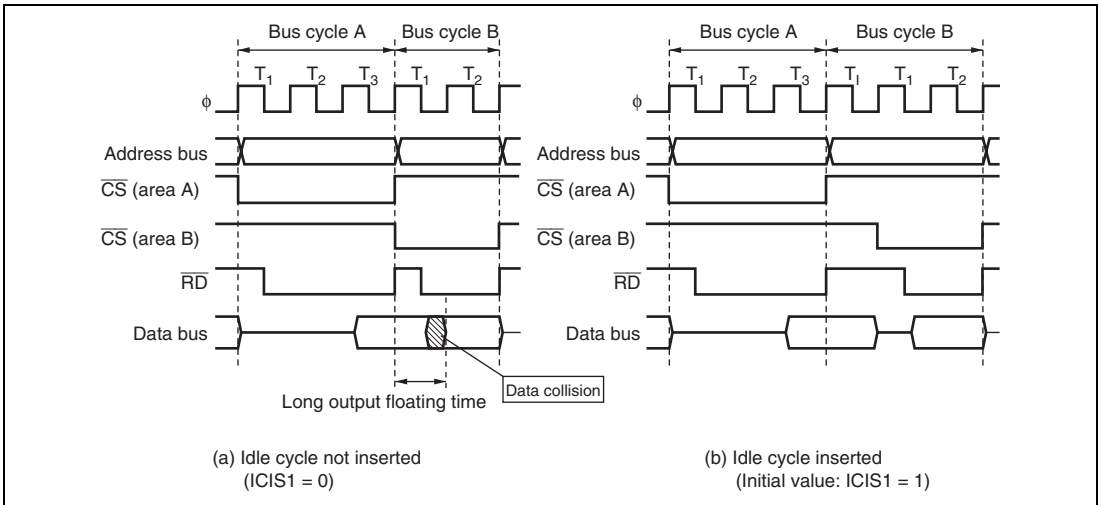 Bus cycle A Bus cycle B
T1 T2 T3 T1 T2
φ
Address bus
CS (area A)
CS (area B)
RD
Data bus
Data collision
Long output floating time
(a) Idle cycle not inserted
(ICIS1 = 0)
Bus cycle A Bus cycle B
T1 T2 T3 TI T1 T2
φ
Address bus
CS (area A)
CS (area B)
RD
Data bus
(b) Idle cycle inserted
(Initial value: ICIS1 = 1)